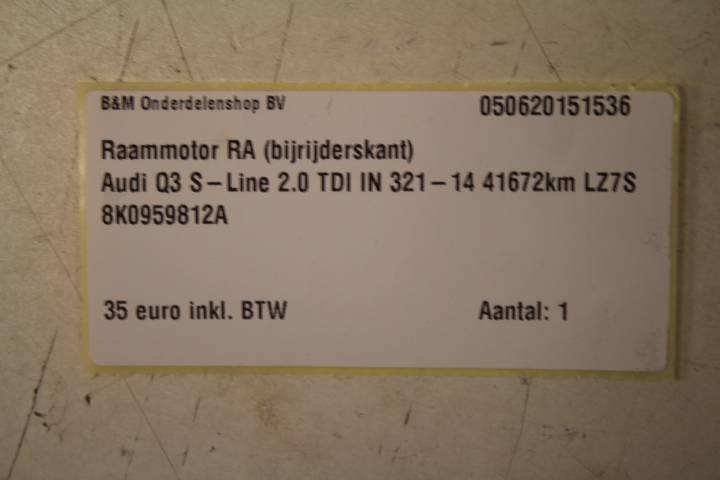 B&M Onderdelenshop BV 050620151536
Raammotor RA (bijrijderskant)
Audi Q3 S-Line 2.0 TDI IN 321-14 41672km LZ7S
8K0959812A
35 euro inkl. BTW Aantal: 1